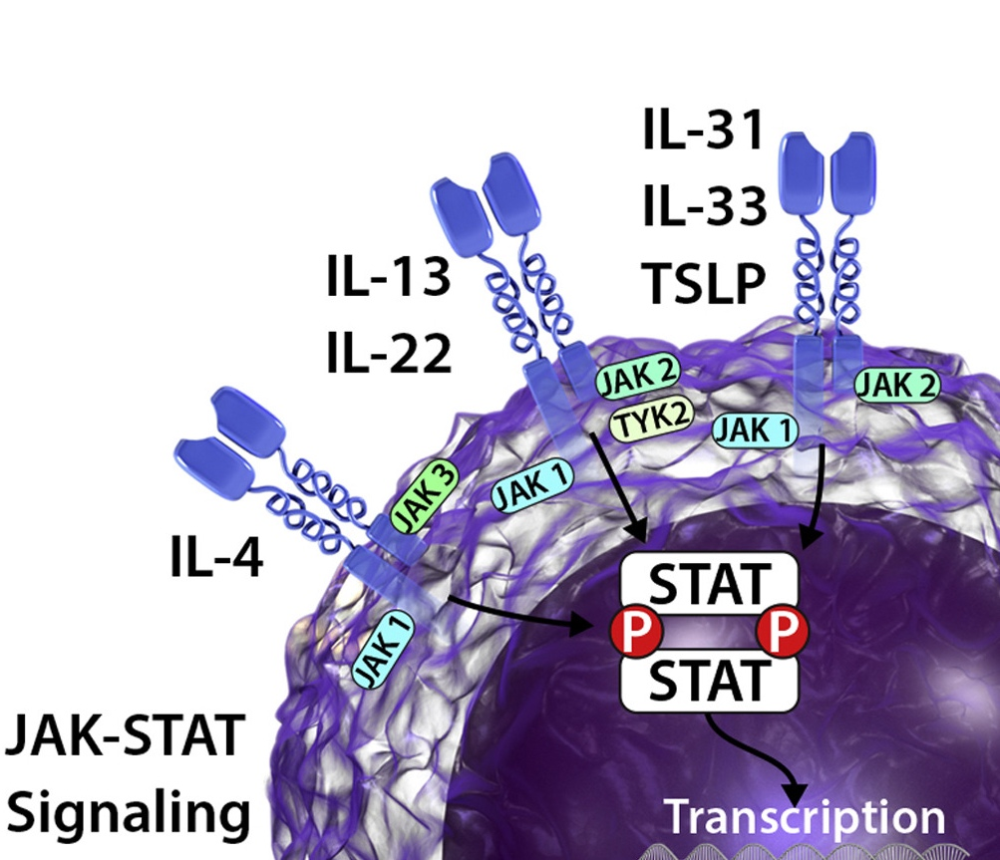 IL-31
IL-33
TSLP
IL-13
IL-22
JAK 2
TYK2
JAK 1
JAK 1
JAK 2
JAK 3
IL-4
JAK 1
STAT
P
P
STAT
JAK-STAT
Signaling
Transcription